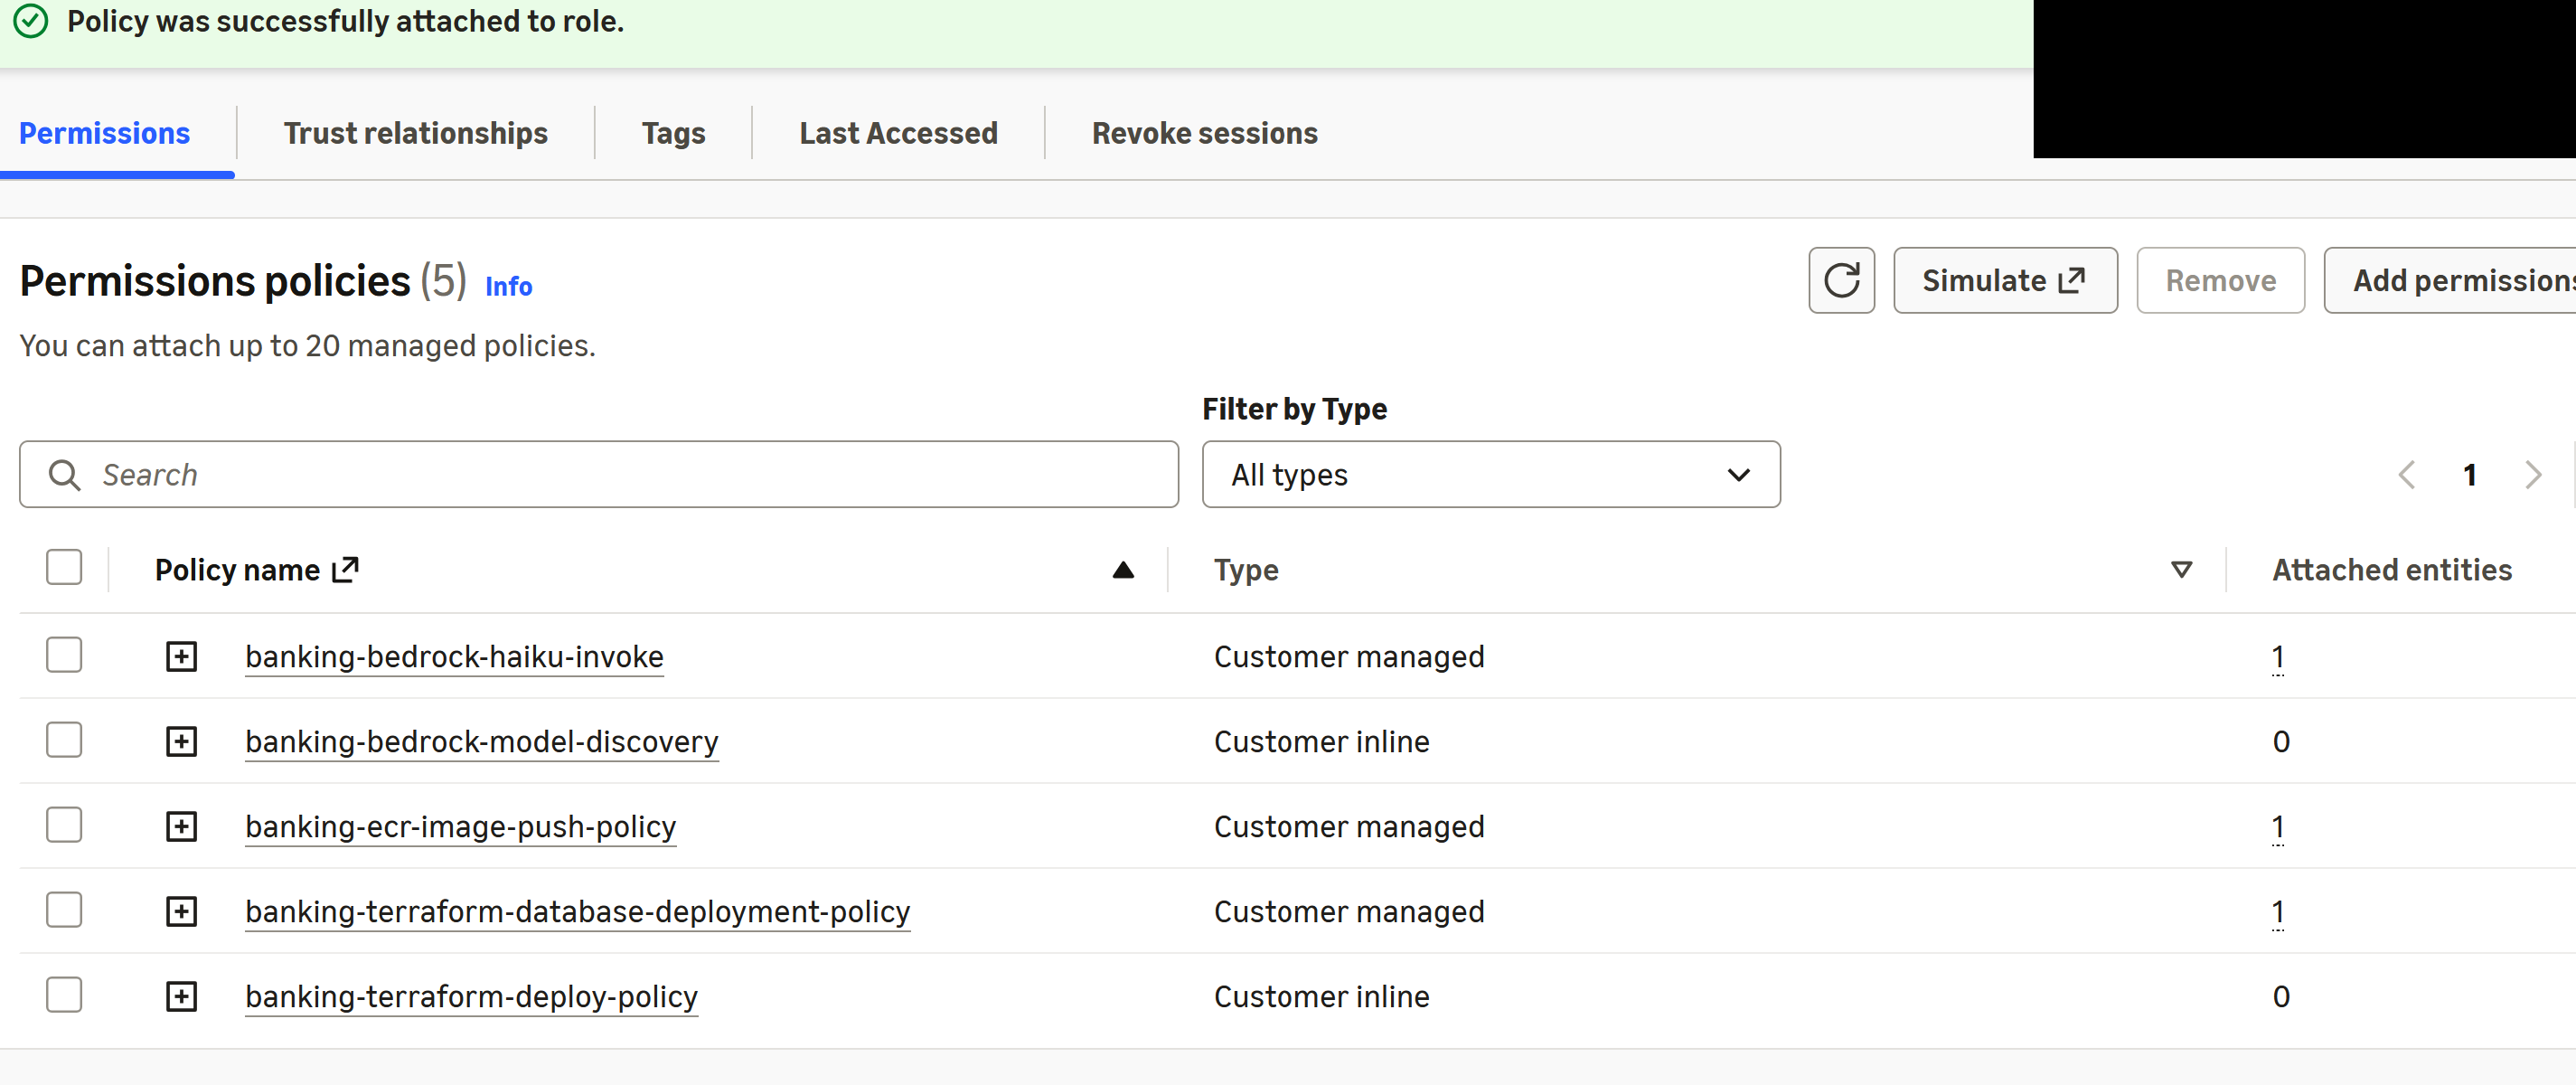 Policy was successfully attached to role.
Permissions
Trust relationships
Tags
Last Accessed
Revoke sessions
Permissions policies (5) Info
Simulate
Remove
Add permissions
You can attach up to 20 managed policies.
Filter by Type
Search
All types
1
Policy name
Type
Attached entities
banking-bedrock-haiku-invoke Customer managed 1
banking-bedrock-model-discovery Customer inline 0
banking-ecr-image-push-policy Customer managed 1
banking-terraform-database-deployment-policy Customer managed 1
banking-terraform-deploy-policy Customer inline 0